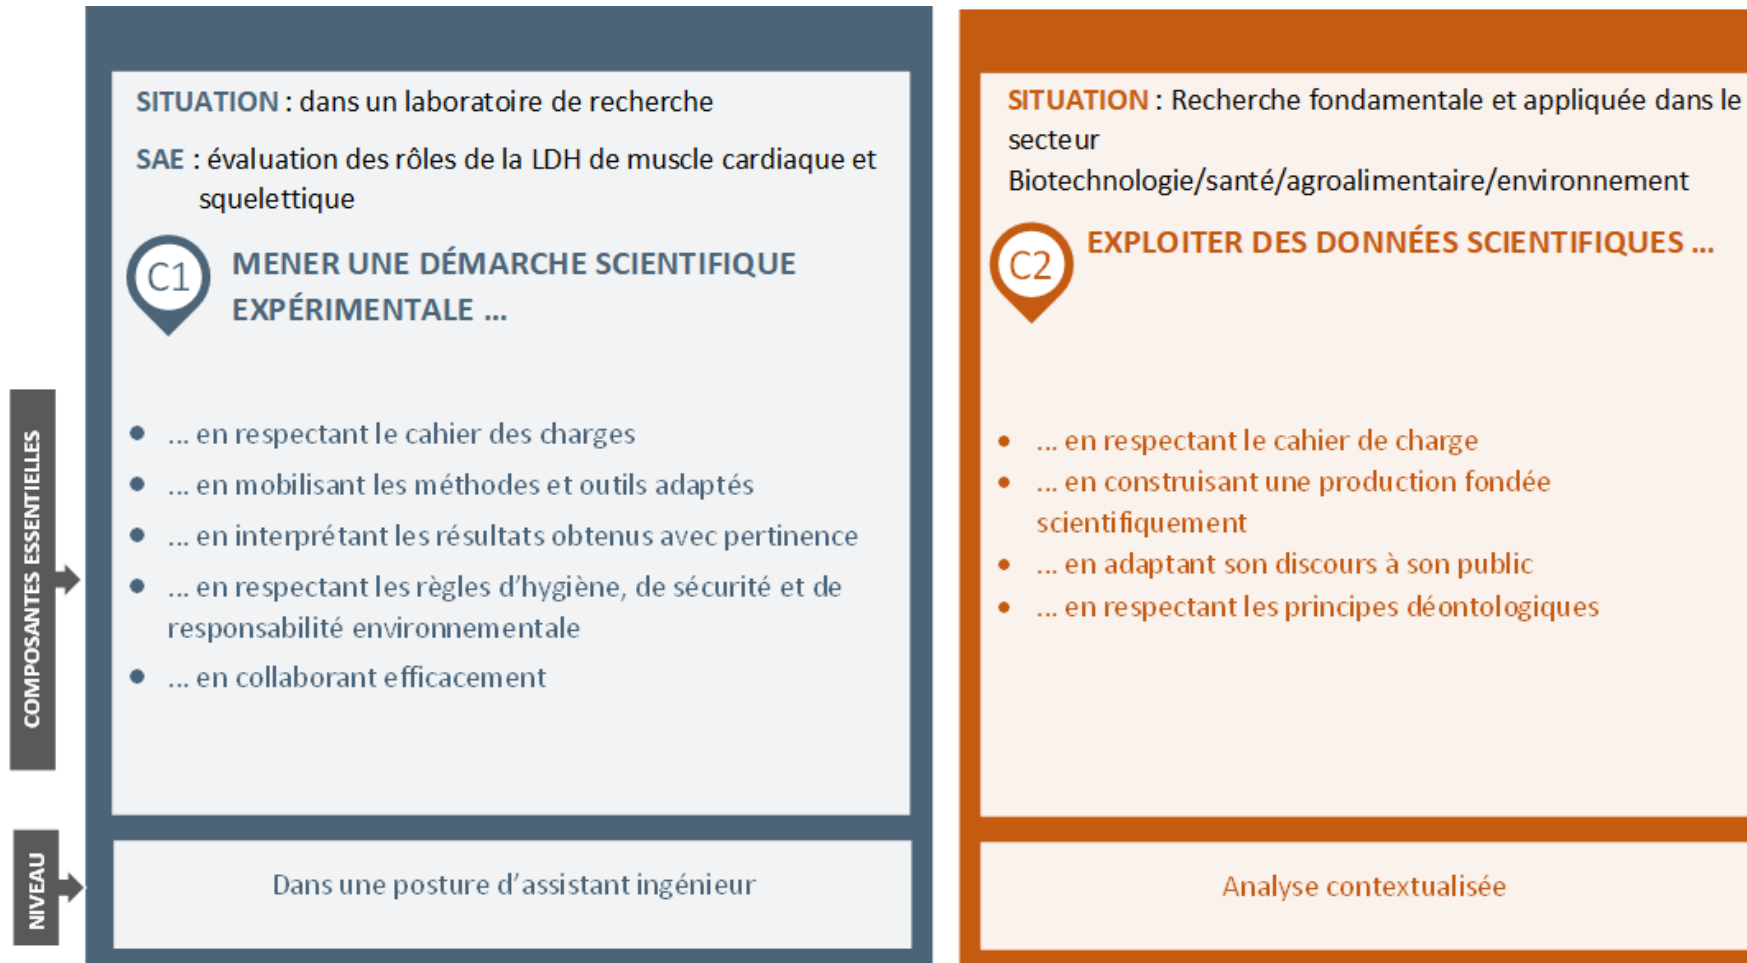 SITUATION : dans un laboratoire de recherche
SAE : évaluation des rôles de la LDH de muscle cardiaque et
squelettique
C1
MENER UNE DÉMARCHE SCIENTIFIQUE
EXPÉRIMENTALE ...
• ... en respectant le cahier des charges
• ... en mobilisant les méthodes et outils adaptés
• ... en interprétant les résultats obtenus avec pertinence
• ... en respectant les règles d'hygiène, de sécurité et de
responsabilité environnementale
• ... en collaborant efficacement
Dans une posture d'assistant ingénieur
SITUATION : Recherche fondamentale et appliquée dans le
secteur
Biotechnologie/santé/agroalimentaire/environnement
C2
EXPLOITER DES DONNÉES SCIENTIFIQUES ...
• ... en respectant le cahier de charge
• ... en construisant une production fondée
scientifiquement
• ... en adaptant son discours à son public
• ... en respectant les principes déontologiques
Analyse contextualisée
COMPOSANTES ESSENTIELLES
NIVEAU